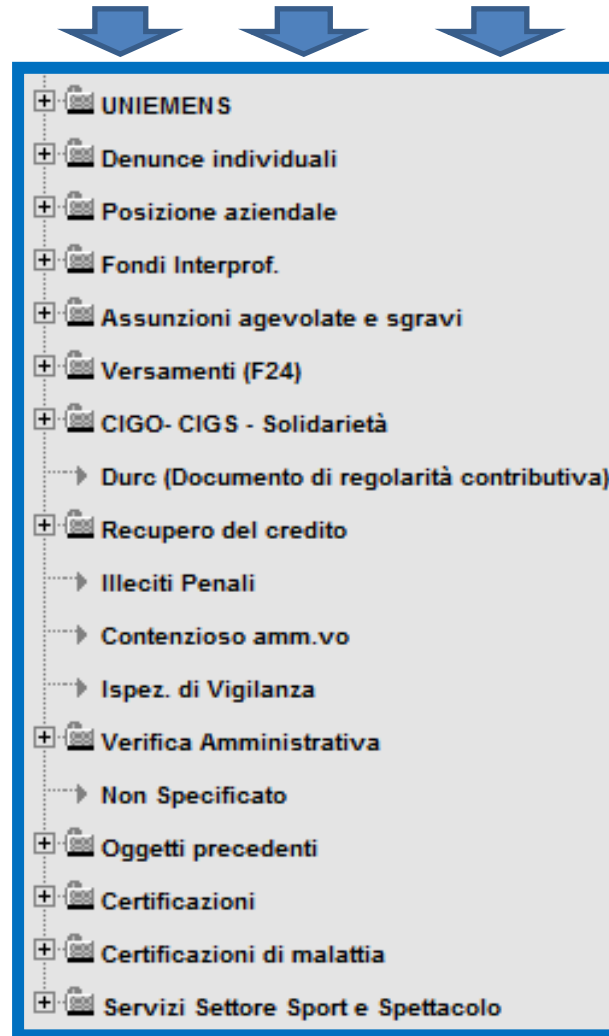 UNIEMENS
Denunce individuali
Posizione aziendale
Fondi Interprof.
Assunzioni agevolate e sgravi
Versamenti (F24)
CIGO- CIGS - Solidarietà
Durc (Documento di regolarità contributiva)
Recupero del credito
Illeciti Penali
Contenzioso amm.vo
Ispez. di Vigilanza
Verifica Amministrativa
Non Specificato
Oggetti precedenti
Certificazioni
Certificazioni di malattia
Servizi Settore Sport e Spettacolo